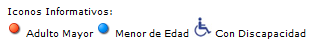 Iconos Informativos:
Adulto Mayor Menor de Edad Con Discapacidad